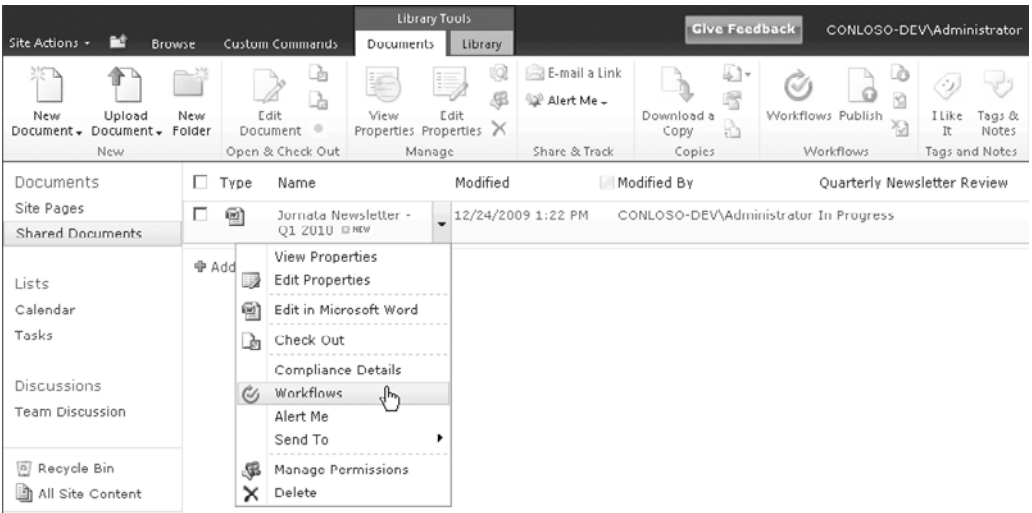 Library Tools
Give Feedback
CONLOSO-DEV\Administrator
Site Actions
Browse
Custom Commands
Documents
Library
New Document
Upload Document
New Folder
New
Edit Document
Open & Check Out
View Properties
Edit Properties
Manage
E-mail a Link
Alert Me
Share & Track
Download a Copy
Copies
Workflows
Publish
Workflows
I Like It
Tags & Notes
Tags and Notes
Documents
Site Pages
Shared Documents
Lists
Calendar
Tasks
Discussions
Team Discussion
Recycle Bin
All Site Content
Type Name Modified Modified By Quarterly Newsletter Review
Jornata Newsletter -
Q1 2010 NEW
12/24/2009 1:22 PM CONLOSO-DEV\Administrator In Progress
Add
View Properties
Edit Properties
Edit in Microsoft Word
Check Out
Compliance Details
Workflows
Alert Me
Send To
Manage Permissions
Delete